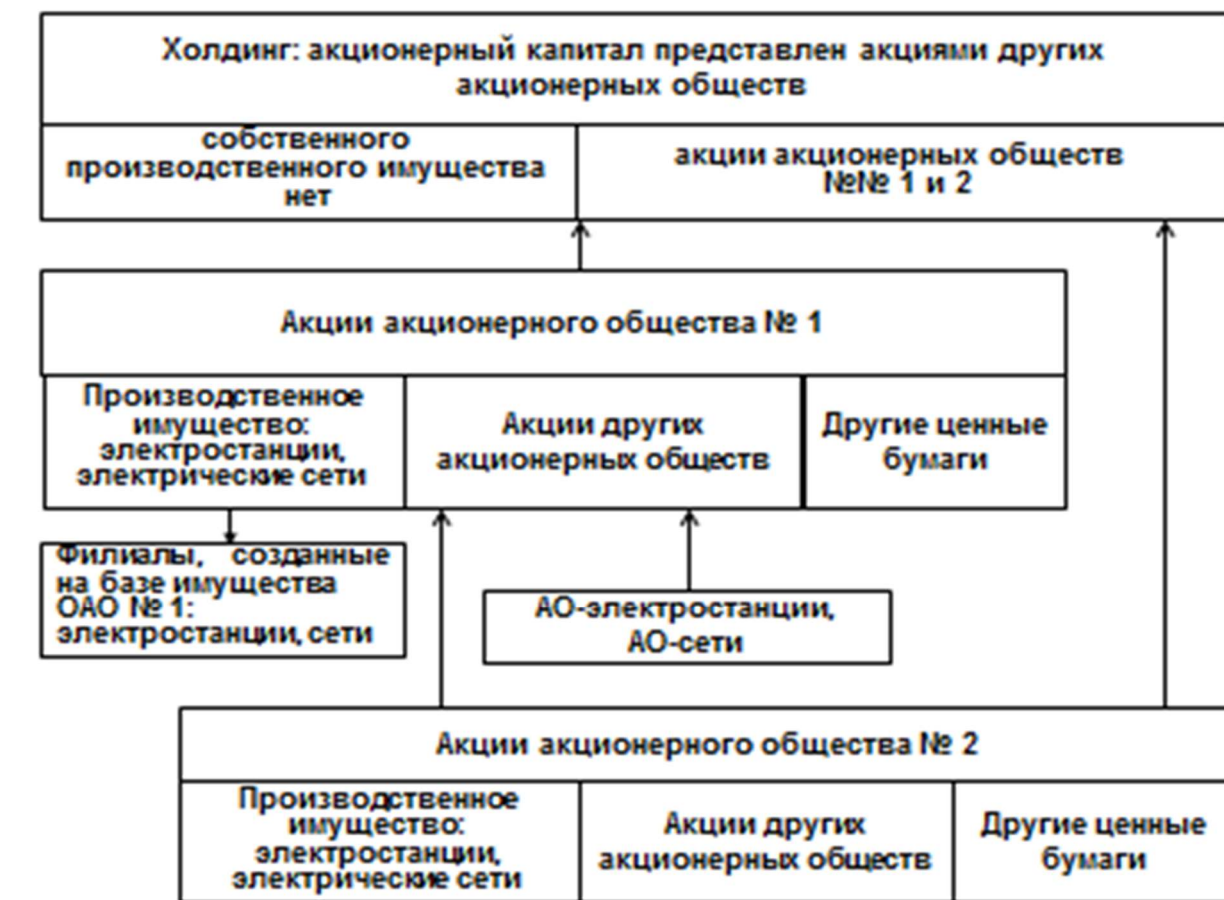 Холдинг: акционерный капитал представлен акциями других
акционерных обществ
собственного
производственного имущества
нет
акции акционерных обществ
№№ 1 и 2
Акции акционерного общества № 1
Производственное
имущество:
электростанции,
электрические сети
Акции других
акционерных обществ
Другие ценные
бумаги
Филиалы, созданные
на базе имущества
ОАО № 1:
электростанции, сети
АО-электростанции,
АО-сети
Акции акционерного общества № 2
Производственное
имущество:
электростанции,
электрические сети
Акции других
акционерных обществ
Другие ценные
бумаги